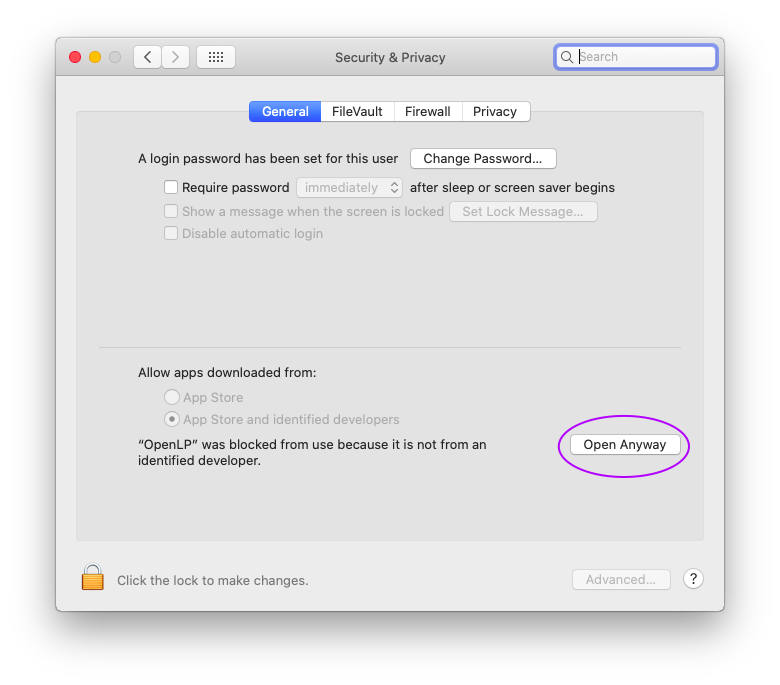 Security & Privacy
Search
General FileVault Firewall Privacy
A login password has been set for this user Change Password...
Require password immediately after sleep or screen saver begins
Show a message when the screen is locked Set Lock Message...
Disable automatic login
Allow apps downloaded from:
App Store
App Store and identified developers
“OpenLP” was blocked from use because it is not from an
identified developer.
Open Anyway
Click the lock to make changes.
Advanced...
?